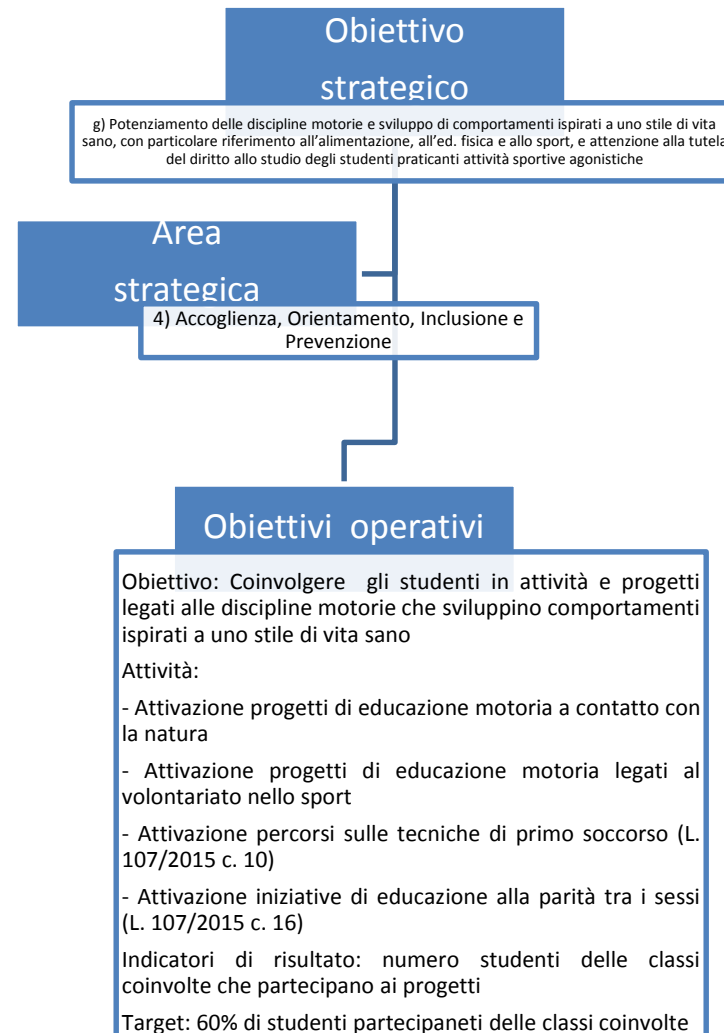 Obiettivo
strategico
g) Potenziamento delle discipline motorie e sviluppo di comportamenti ispirati a uno stile di vita
sano, con particolare riferimento all'alimentazione, all'ed. fisica e allo sport, e attenzione alla tutela
del diritto allo studio degli studenti praticanti attività sportive agonistiche
Area
strategica
4) Accoglienza, Orientamento, Inclusione e
Prevenzione
Obiettivi operativi
Obiettivo: Coinvolgere gli studenti in attività e progetti
legati alle discipline motorie che sviluppino comportamenti
ispirati a uno stile di vita sano
Attività:
- Attivazione progetti di educazione motoria a contatto con
la natura
- Attivazione progetti di educazione motoria legati al
volontariato nello sport
- Attivazione percorsi sulle tecniche di primo soccorso (L.
107/2015 c. 10)
- Attivazione iniziative di educazione alla parità tra i sessi
(L. 107/2015 c. 16)
Indicatori di risultato: numero studenti delle classi
coinvolte che partecipano ai progetti
Target: 60% di studenti partecipaneti delle classi coinvolte